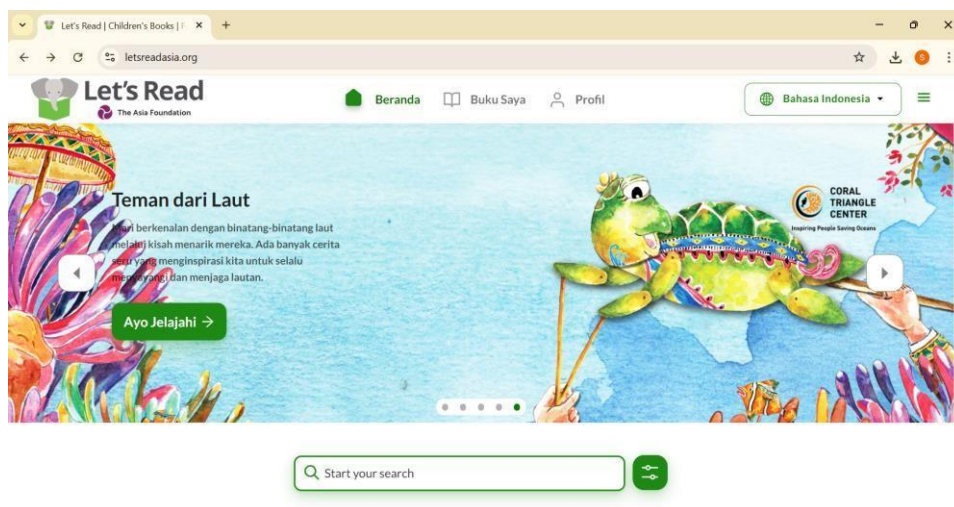 Let's Read | Children's Books |
letsreadasia.org
S
Let's Read
The Asia Foundation
Beranda
Buku Saya
Profil
Bahasa Indonesia
Teman dari Laut
Mari berkenalan dengan binatang-binatang laut
melalui kisah menarik mereka. Ada banyak cerita
seru yang menginspirasi kita untuk selalu
menyayangi dan menjaga lautan.
Ayo Jelajahi →
CORAL
TRIANGLE
CENTER
Inspiring People Saving Oceans
Start your search